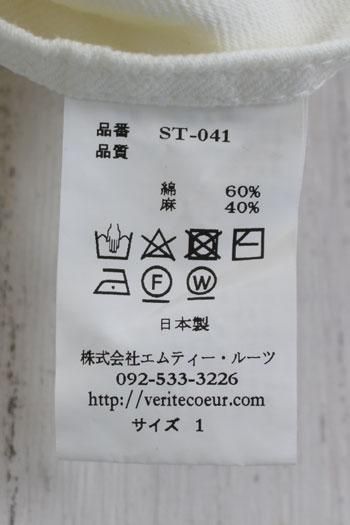 品番 ST-041
品質
綿 60%
麻 40%
F W
日本製
株式会社エムティー・ルーツ
092-533-3226
http://veritecoeur.com
サイズ 1